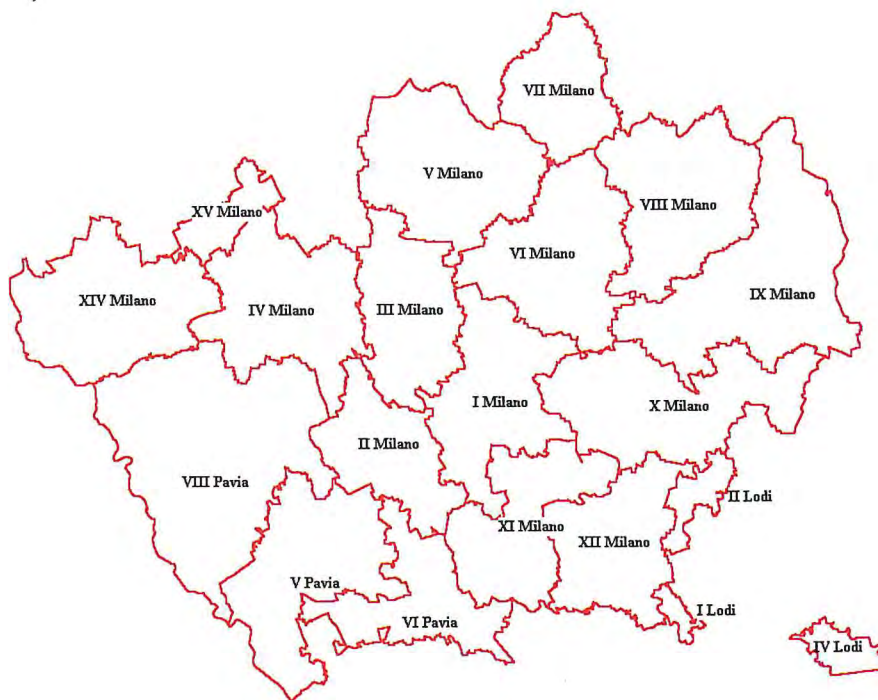 VII Milano
V Milano
VIII Milano
XV Milano
VI Milano
XIV Milano
IV Milano
III Milano
IX Milano
I Milano
X Milano
II Milano
VIII Pavia
II Lodi
XI Milano
XII Milano
V Pavia
I Lodi
VI Pavia
IV Lodi